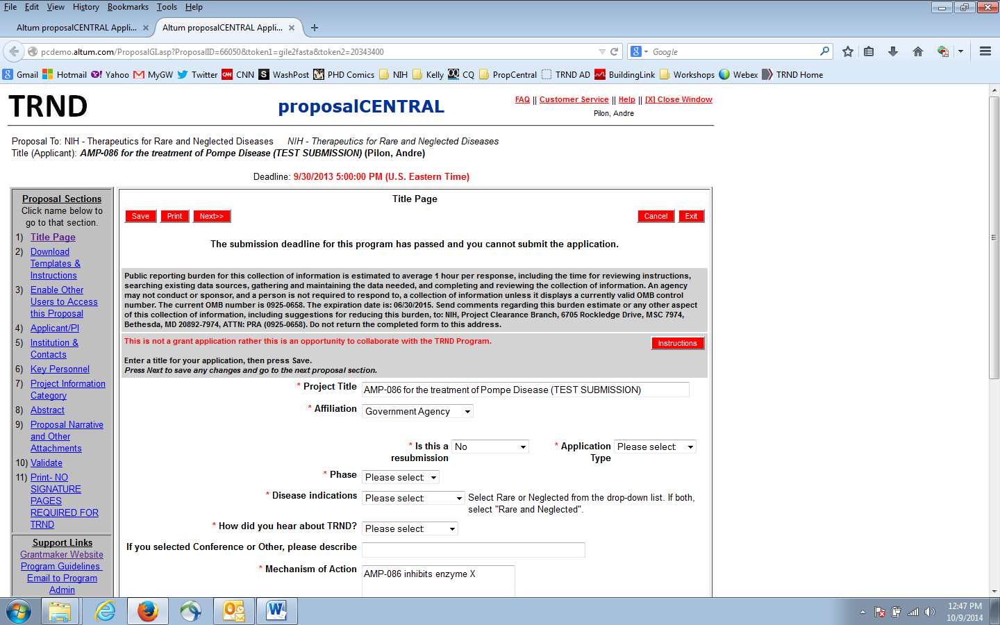 File Edit View History Bookmarks Tools Help
Altum proposalCENTRAL Appli... × Altum proposalCENTRAL Appli... × +
pcdemo.altum.com/ProposalGI.asp?ProposalID=66050&token1=gile2fasta&token2=20343400 Google
Gmail Hotmail Yahoo MyGW Twitter CNN WashPost PHD Comics NIH Kelly CQ PropCentral TRND AD BuildingLink Workshops Webex TRND Home
TRND
proposalCENTRAL
FAQ || Customer Service || Help || [X] Close Window
Pilon, Andre
Proposal To: NIH - Therapeutics for Rare and Neglected Diseases NIH - Therapeutics for Rare and Neglected Diseases
Title (Applicant): AMP-086 for the treatment of Pompe Disease (TEST SUBMISSION) (Pilon, Andre)
Deadline: 9/30/2013 5:00:00 PM (U.S. Eastern Time)
Proposal Sections
Click name below to
go to that section.
1) Title Page
2) Download
Templates &
Instructions
3) Enable Other
Users to Access
this Proposal
4) Applicant/PI
5) Institution &
Contacts
6) Key Personnel
7) Project Information
Category
8) Abstract
9) Proposal Narrative
and Other
Attachments
10) Validate
11) Print- NO
SIGNATURE
PAGES
REQUIRED FOR
TRND
Support Links
Grantmaker Website
Program Guidelines
Email to Program
Admin
Title Page
Save Print Next>> Cancel Exit
The submission deadline for this program has passed and you cannot submit the application.
Public reporting burden for this collection of information is estimated to average 1 hour per response, including the time for reviewing instructions,
searching existing data sources, gathering and maintaining the data needed, and completing and reviewing the collection of information. An agency
may not conduct or sponsor, and a person is not required to respond to, a collection of information unless it displays a currently valid OMB control
number. The current OMB number is 0925-0658. The expiration date is: 06/30/2015. Send comments regarding this burden estimate or any other aspect
of this collection of information, including suggestions for reducing this burden, to: NIH, Project Clearance Branch, 6705 Rockledge Drive, MSC 7974,
Bethesda, MD 20892-7974, ATTN: PRA (0925-0658). Do not return the completed form to this address.
This is not a grant application rather this is an opportunity to collaborate with the TRND Program. Instructions
Enter a title for your application, then press Save.
Press Next to save any changes and go to the next proposal section.
* Project Title AMP-086 for the treatment of Pompe Disease (TEST SUBMISSION)
* Affiliation Government Agency
* Is this a No * Application Please select:
resubmission Type
* Phase Please select:
* Disease indications Please select: Select Rare or Neglected from the drop-down list. If both,
select "Rare and Neglected".
* How did you hear about TRND? Please select:
If you selected Conference or Other, please describe
* Mechanism of Action AMP-086 inhibits enzyme X
12:47 PM
10/9/2014